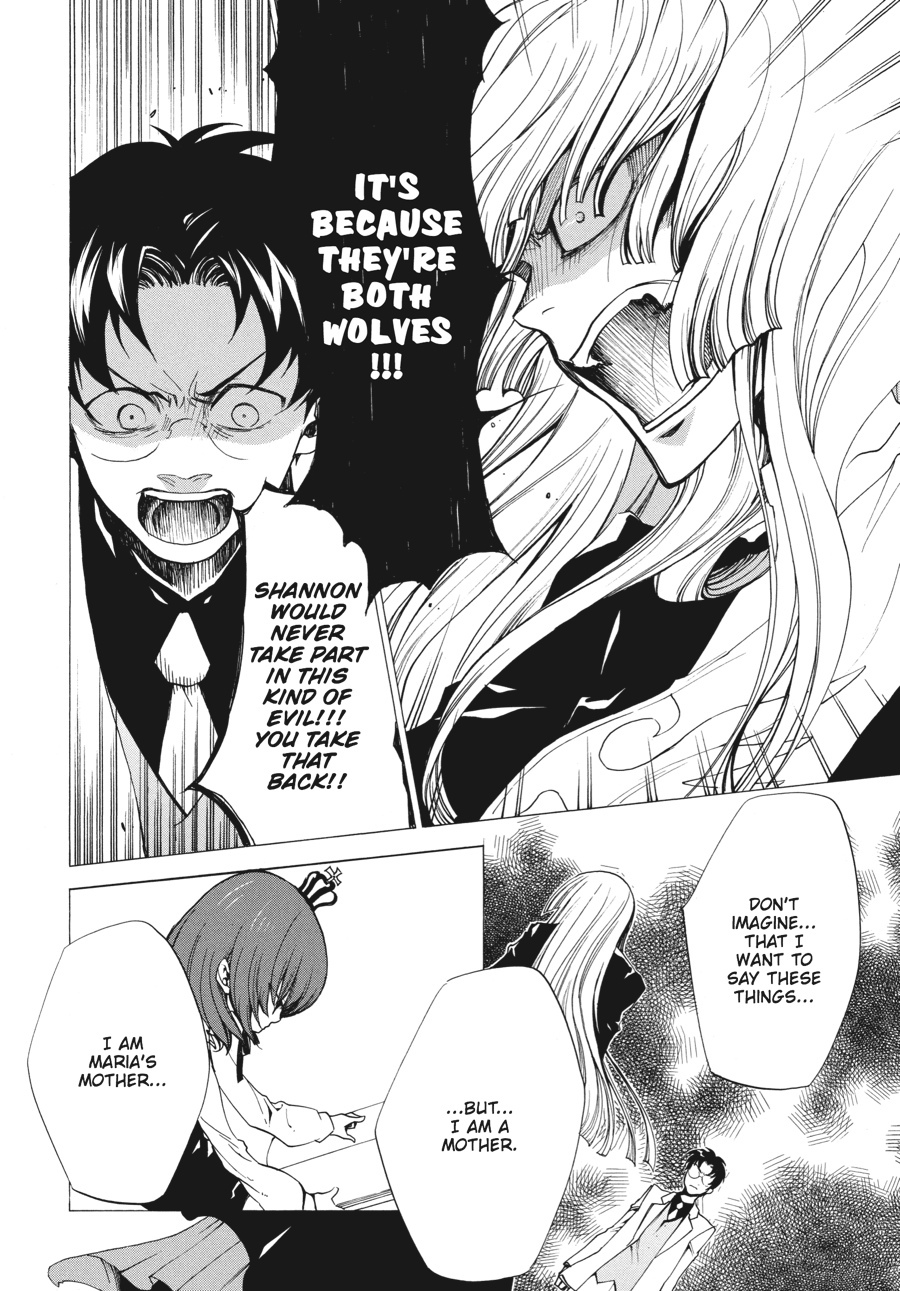 IT'S
BECAUSE
THEY'RE
BOTH
WOLVES
!!!
SHANNON
WOULD
NEVER
TAKE PART
IN THIS
KIND OF
EVIL!!!
YOU TAKE
THAT
BACK!!
DON'T
IMAGINE...
THAT I
WANT TO
SAY THESE
THINGS...
...BUT...
I AM A
MOTHER.
I AM
MARIA'S
MOTHER...